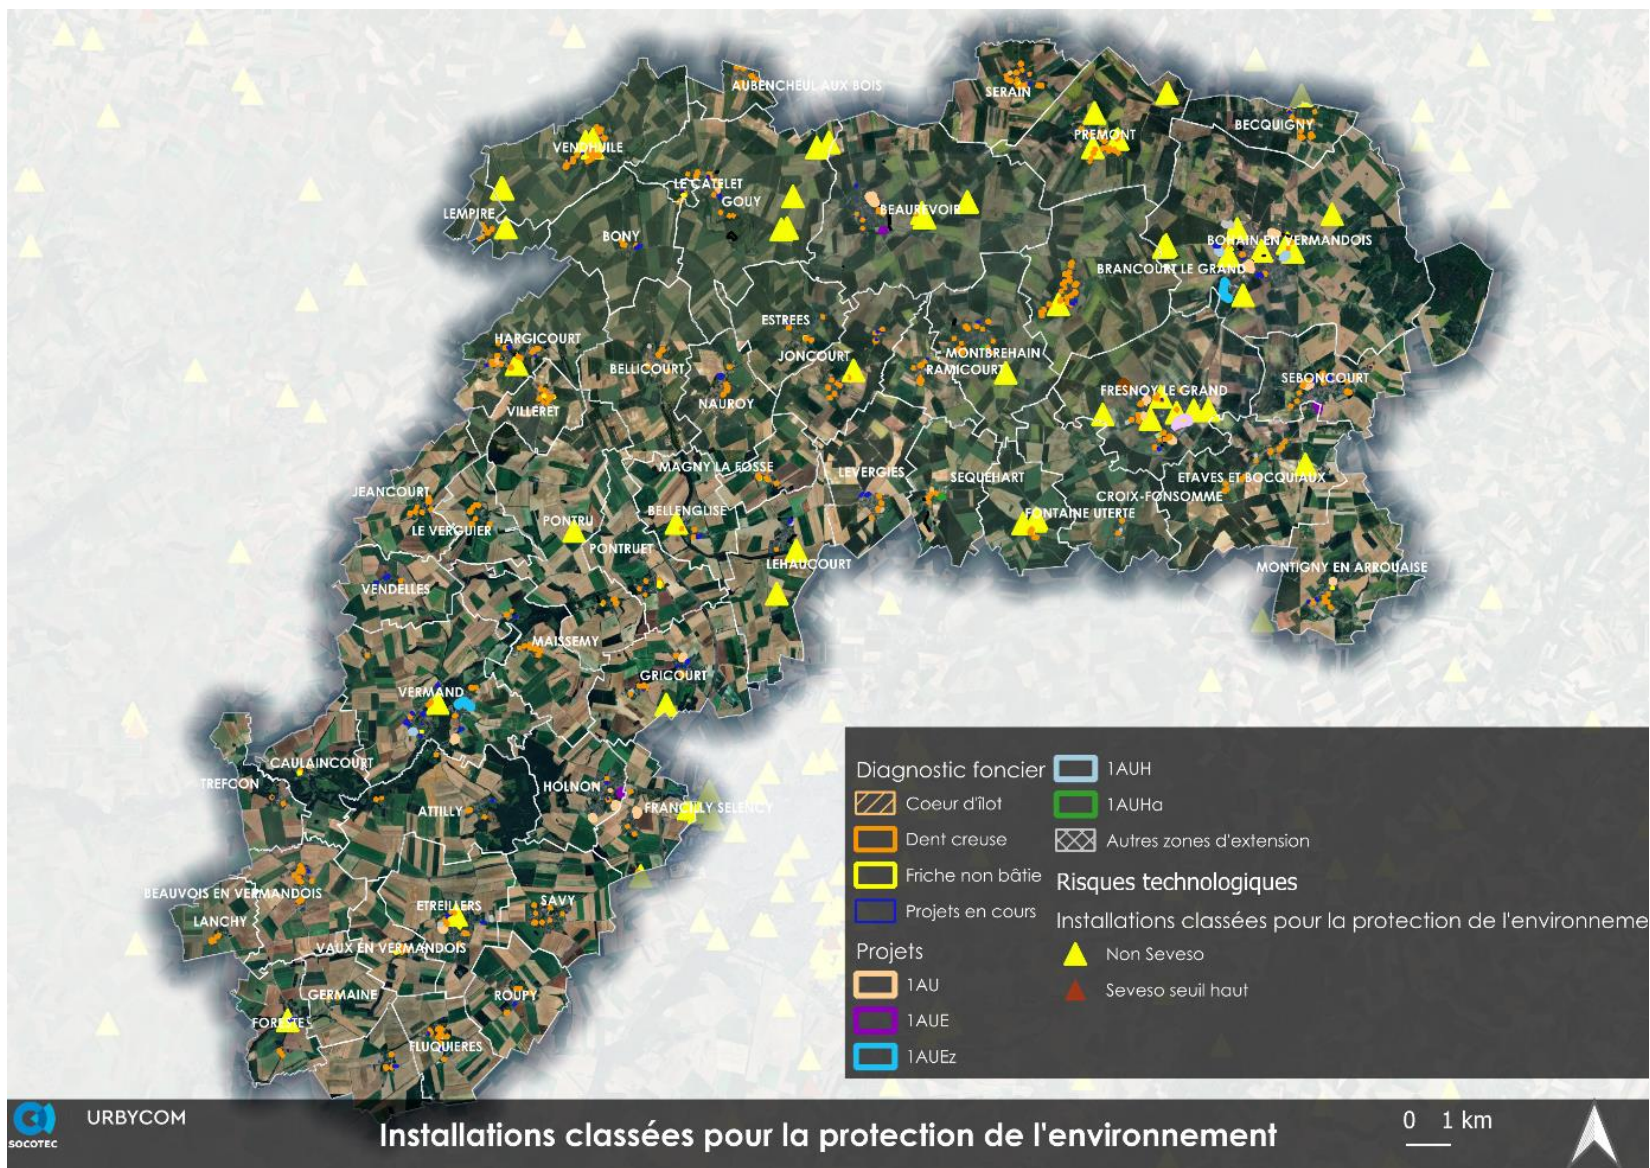 AUBENCHEUL AUX BOIS
SERAIN
PREMONT
BECQUIGNY
VENDHUILE
LE CATELET
GOUY
LEMPIRE
BEAUREVOIR
BONY
BOHAIN EN VERMANDOIS
BRANCOURT LE GRAND
ESTREES
HARGICOURT
JONCOURT
MONTBREHAIN
BELLICOURT
RAMICOURT
SEBONCOURT
NAUROY
FRESNOY LE GRAND
VILLERET
MAGNY LA FOSSE
LEVERGIES
SEQUEHART
ETAVES ET BOCQUIAUX
JEANCOURT
CROIX-FONSOMME
BELLENGLISE
FONTAINE UTERTE
PONTRU
LE VERGUIER
PONTRUET
LEHAUCOURT
MONTIGNY EN ARROUAISE
VENDELLES
MAISSEMY
GRICOURT
VERMAND
CAULAINCOURT
TREFCON
HOLNON
ATTILLY
FRANCILLY SELENCY
BEAUVOIS EN VERMANDOIS
ETREILLERS
SAVY
LANCHY
VAUX EN VERMANDOIS
GERMAINE
ROUPY
FORESTE
FLUQUIERES
Diagnostic foncier
Coeur d'îlot
Dent creuse
Friche non bâtie
Projets en cours
Projets
1AU
1AUE
1AUEz
1AUH
1AUHa
Autres zones d'extension
Risques technologiques
Installations classées pour la protection de l'environneme
Non Seveso
Seveso seuil haut
SOCOTEC
URBYCOM
Installations classées pour la protection de l'environnement
0 1 km